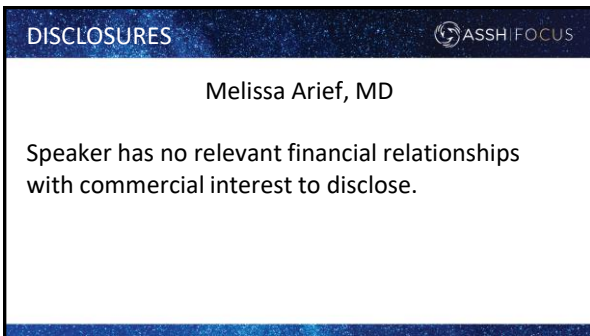 DISCLOSURES
ASSH FOCUS
Melissa Arief, MD
Speaker has no relevant financial relationships
with commercial interest to disclose.